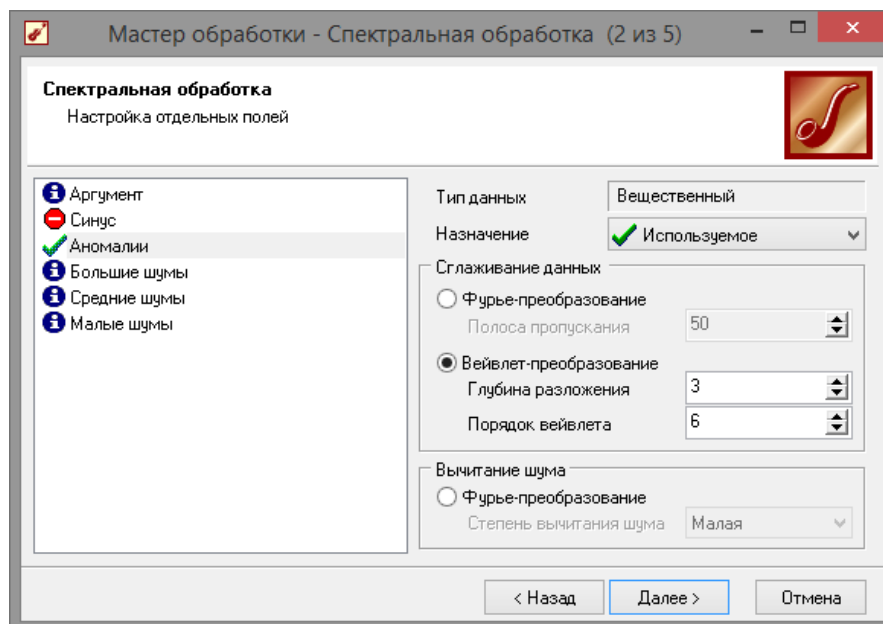 Мастер обработки - Спектральная обработка (2 из 5)
Спектральная обработка
Настройка отдельных полей
Аргумент
Синус
Аномалии
Большие шумы
Средние шумы
Малые шумы
Тип данных Вещественный
Назначение Используемое
Сглаживание данных
Фурье-преобразование
Полоса пропускания 50
Вейвлет-преобразование
Глубина разложения 3
Порядок вейвлета 6
Вычитание шума
Фурье-преобразование
Степень вычитания шума Малая
< Назад Далее > Отмена